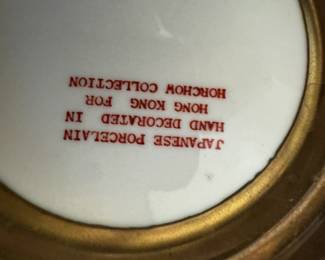 JAPANESE PORCELAIN
HAND DECORATED IN
HONG KONG FOR
HORCHOW COLLECTION